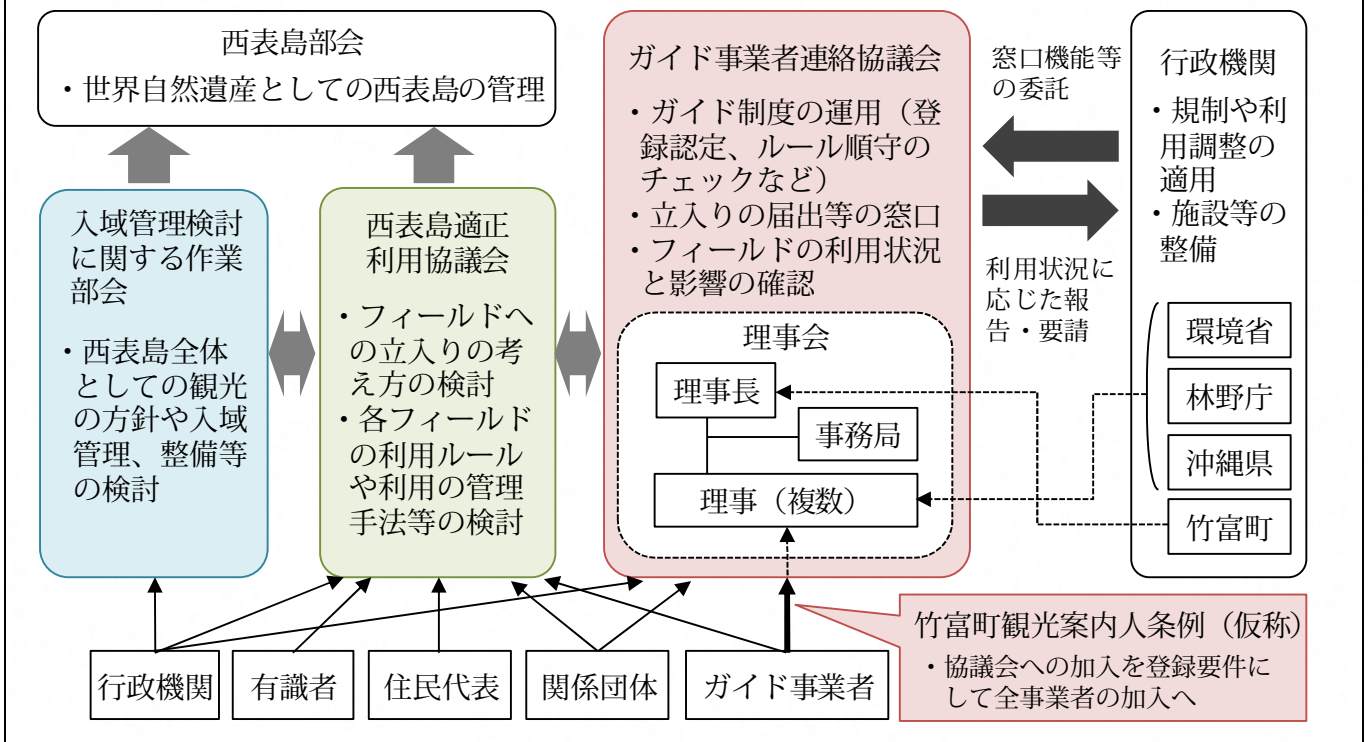 西表島部会
・世界自然遺産としての西表島の管理
入域管理検討
に関する作業
部会
・西表島全体
としての観光
の方針や入域
管理、整備等
の検討
西表島適正
利用協議会
・フィールドへ
の立入りの考
え方の検討
・各フィールド
の利用ルール
や利用の管理
手法等の検討
ガイド事業者連絡協議会
・ガイド制度の運用（登
録認定、ルール順守の
チェックなど）
・立入りの届出等の窓口
・フィールドの利用状況
と影響の確認
理事会
理事長
事務局
理事（複数）
窓口機能等
の委託
利用状況に
応じた報
告・要請
行政機関
・規制や利
用調整の
適用
・施設等の
整備
環境省
林野庁
沖縄県
竹富町
行政機関
有識者
住民代表
関係団体
ガイド事業者
竹富町観光案内人条例（仮称）
・協議会への加入を登録要件に
して全事業者の加入へ